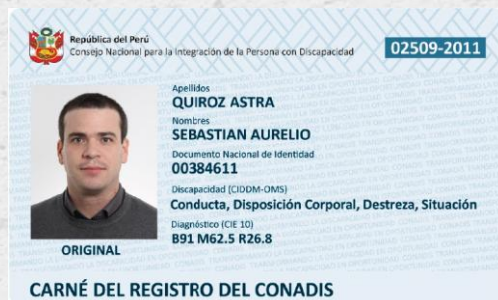 República del Perú
Consejo Nacional para la Integración de la Persona con Discapacidad
02509-2011
Apellidos
QUIROZ ASTRA
Nombres
SEBASTIAN AURELIO
Documento Nacional de Identidad
00384611
Discapacidad (CIDDM-OMS)
Conducta, Disposición Corporal, Destreza, Situación
Diagnóstico (CIE 10)
B91 M62.5 R26.8
ORIGINAL
CARNÉ DEL REGISTRO DEL CONADIS